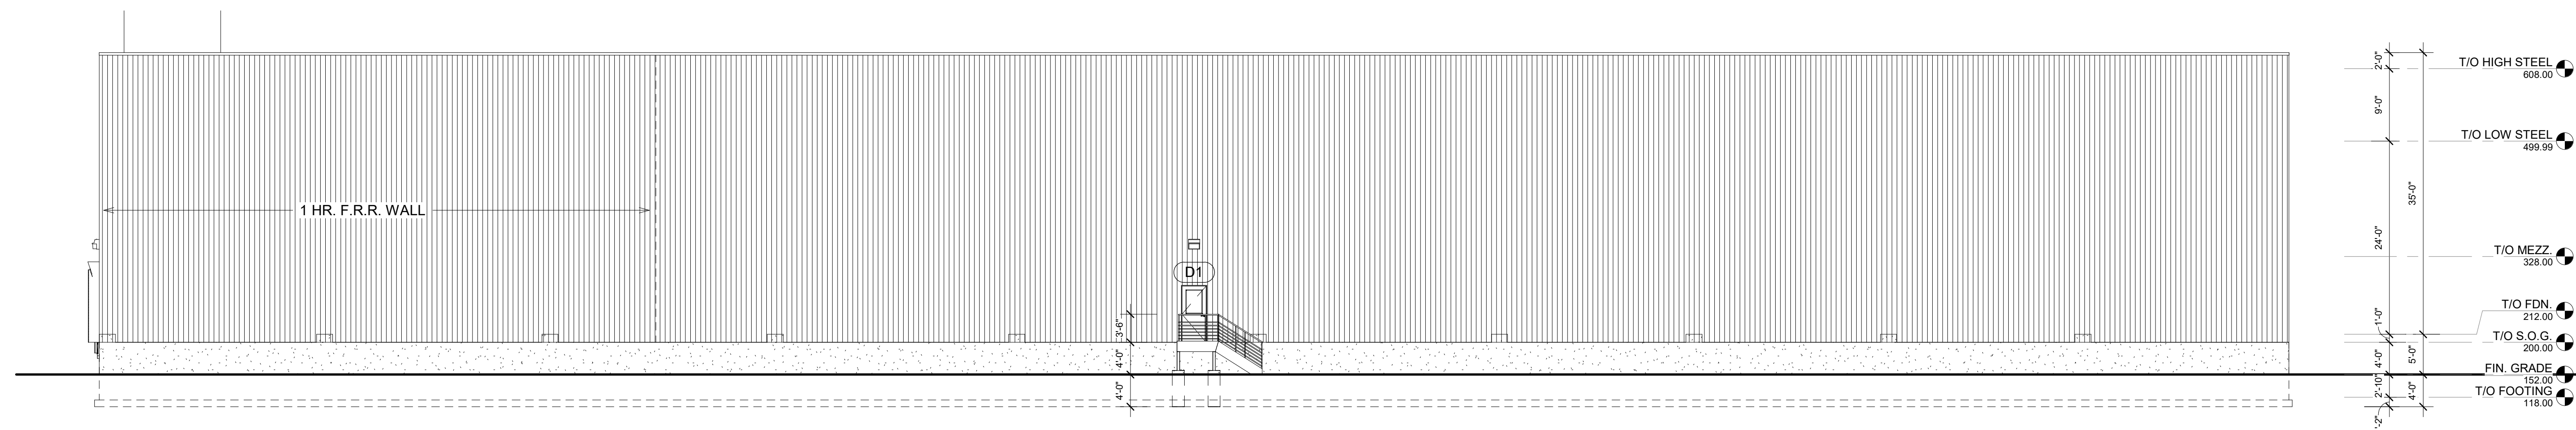 2'-0"
T/O HIGH STEEL
608.00
9'-0"
T/O LOW STEEL
499.99
35'-0"
1 HR. F.R.R. WALL
24'-0"
T/O MEZZ.
328.00
D1
T/O FDN.
212.00
1'-0"
3'-6"
T/O S.O.G.
200.00
4'-0"
4'-0"
5'-0"
FIN. GRADE
152.00
4'-0"
2'-10"
4'-0"
T/O FOOTING
118.00
'-2"